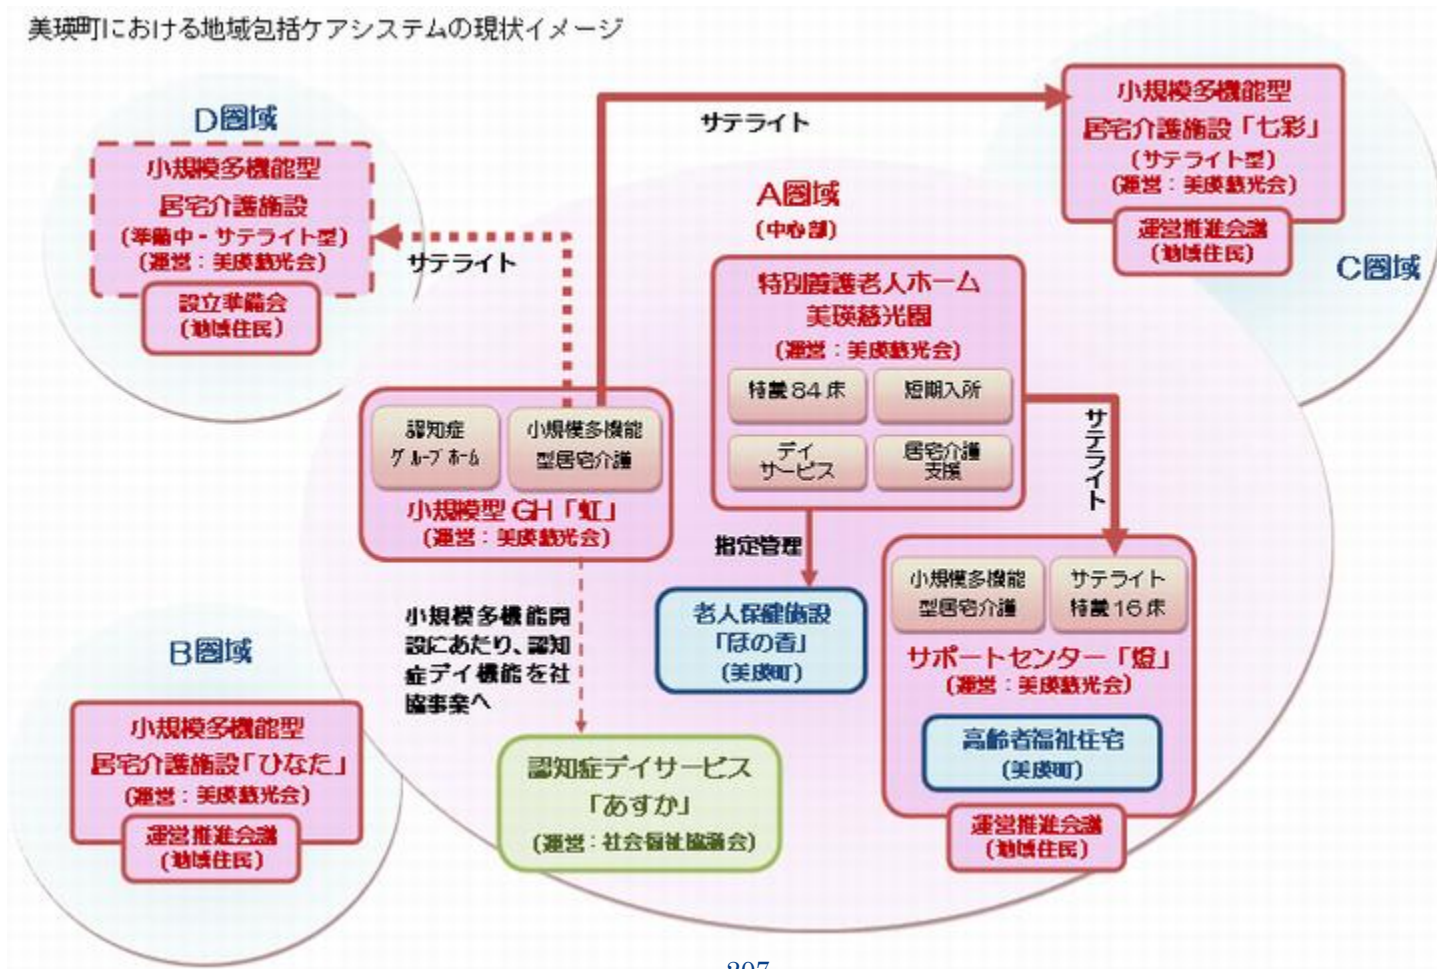 美瑛町における地域包括ケアシステムの現状イメージ
D圏域
小規模多機能型
居宅介護施設
(準備中・サテライト型)
(運営：美瑛慈光会)
設立準備会
(地域住民)
サテライト
サテライト
小規模多機能型
居宅介護施設「七彩」
(サテライト型)
(運営：美瑛慈光会)
運営推進会議
(地域住民)
C圏域
A圏域
(中心部)
特別養護老人ホーム
美瑛慈光園
(運営：美瑛慈光会)
特養84床
短期入所
デイ
サービス
居宅介護
支援
サテライト
認知症
グループホーム
小規模多機能
型居宅介護
小規模型GH「虹」
(運営：美瑛慈光会)
指定管理
老人保健施設
「ほの香」
(美瑛町)
小規模多機能
型居宅介護
サテライト
特養16床
サポートセンター「燈」
(運営：美瑛慈光会)
高齢者福祉住宅
(美瑛町)
運営推進会議
(地域住民)
小規模多機能開
設にあたり、認知
症デイ機能を社
協事業へ
認知症デイサービス
「あすか」
(運営：社会福祉協議会)
B圏域
小規模多機能型
居宅介護施設「ひなた」
(運営：美瑛慈光会)
運営推進会議
(地域住民)
207